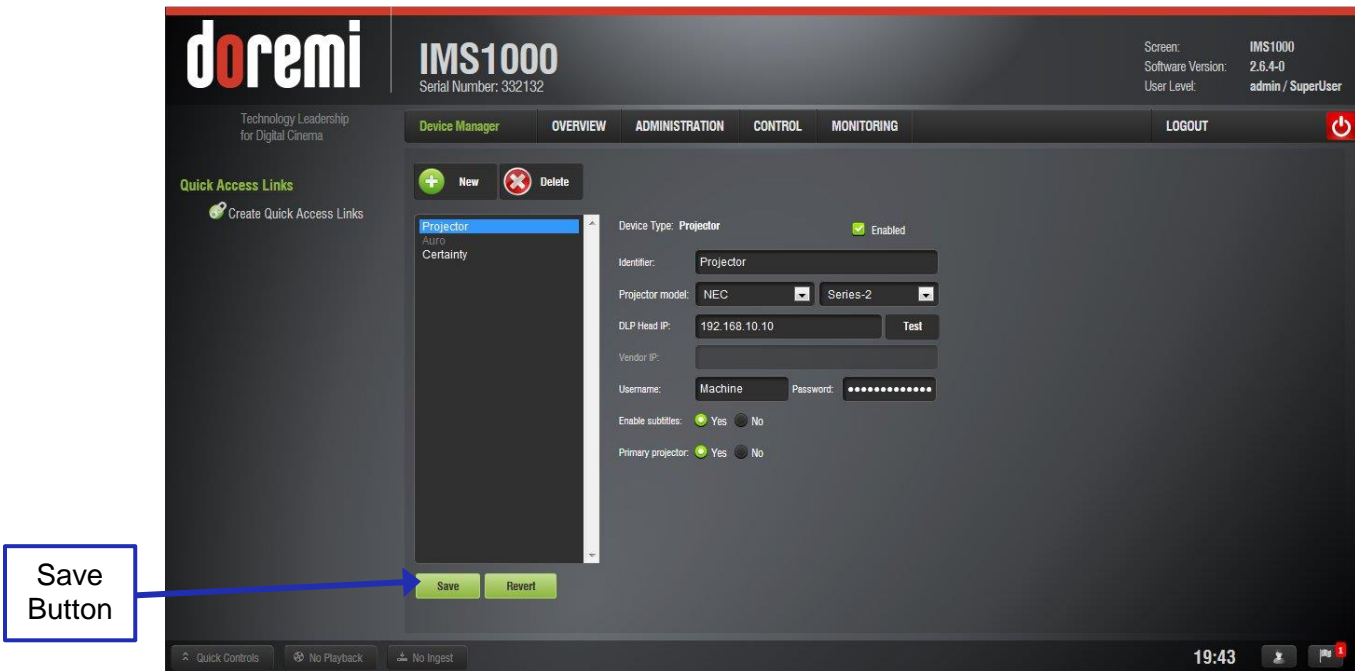 doremi
IMS1000
Serial Number: 332132
Screen: IMS1000
Software Version: 2.6.4-0
User Level: admin / SuperUser
Technology Leadership
for Digital Cinema
Device Manager OVERVIEW ADMINISTRATION CONTROL MONITORING LOGOUT
Quick Access Links
Create Quick Access Links
New Delete
Projector
Auro
Certainty
Device Type: Projector Enabled
Identifier: Projector
Projector model: NEC Series-2
DLP Head IP: 192.168.10.10 Test
Vendor IP:
Username: Machine Password: •••••••••••••
Enable subtitles: Yes No
Primary projector: Yes No
Save Revert
Save
Button
Quick Controls No Playback No Ingest 19:43 1